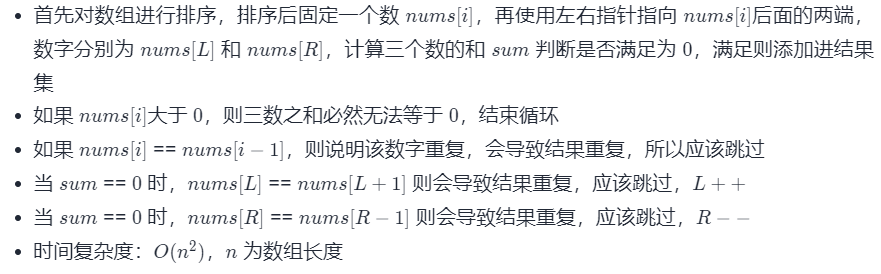 • 首先对数组进行排序，排序后固定一个数 nums[i]，再使用左右指针指向 nums[i]后面的两端，
数字分别为 nums[L] 和 nums[R]，计算三个数的和 sum 判断是否满足为 0，满足则添加进结果
集
• 如果 nums[i]大于 0，则三数之和必然无法等于 0，结束循环
• 如果 nums[i] == nums[i − 1]，则说明该数字重复，会导致结果重复，所以应该跳过
• 当 sum == 0 时，nums[L] == nums[L + 1] 则会导致结果重复，应该跳过，L + +
• 当 sum == 0 时，nums[R] == nums[R − 1] 则会导致结果重复，应该跳过，R − −
• 时间复杂度：O(n²)，n 为数组长度